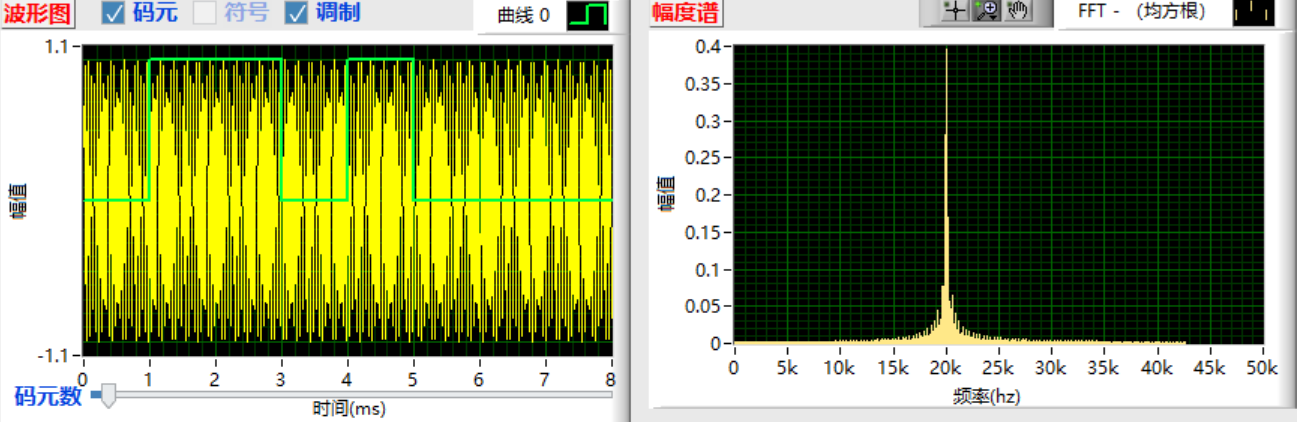 波形图 码元 符号 调制 曲线 0
1.1
幅值
-1.1
0 1 2 3 4 5 6 7 8
时间(ms)
码元数
幅度谱 FFT - (均方根)
0.4
0.35
0.3
0.25
0.2
0.15
0.1
0.05
0
幅值
0 5k 10k 15k 20k 25k 30k 35k 40k 45k 50k
频率(hz)